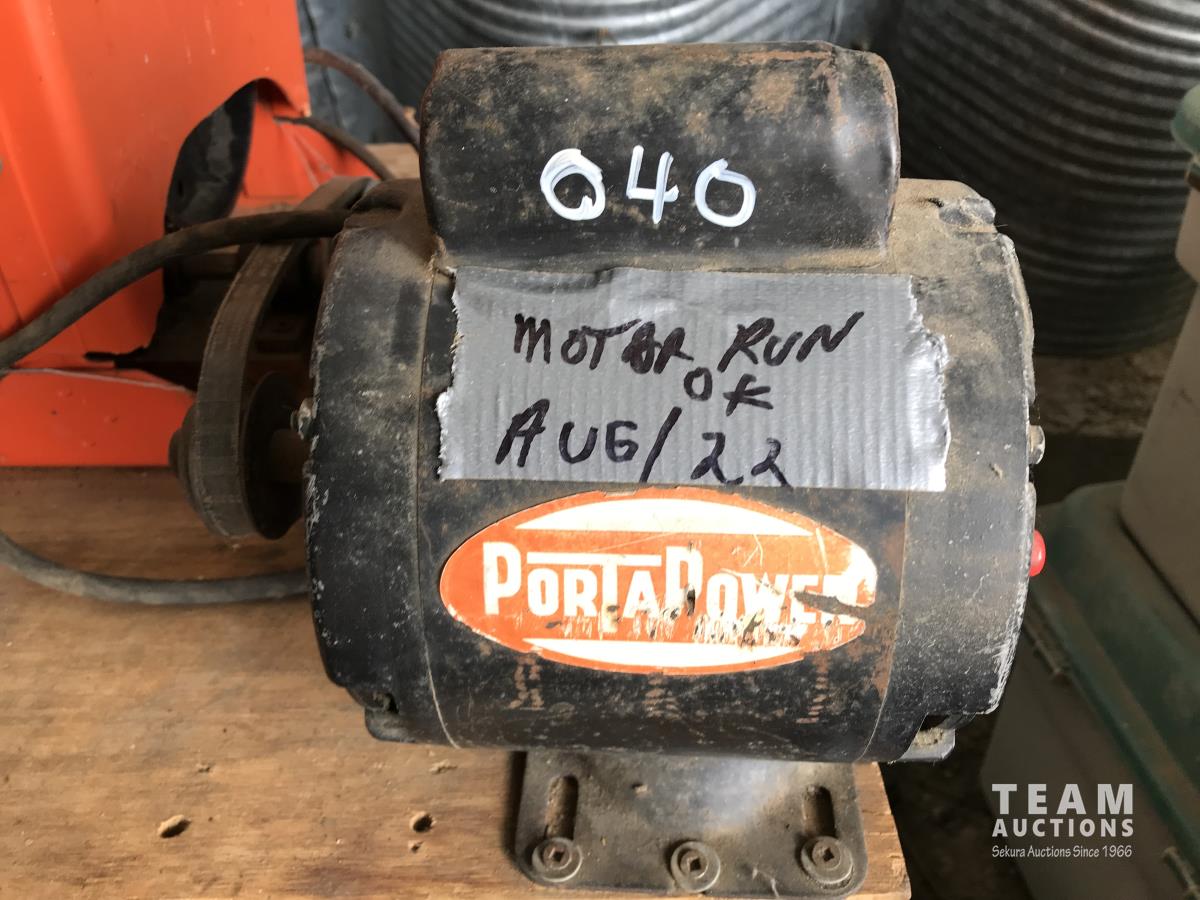 040
MOTOR RUN
OK
AUG/22
PORTAPOWER
TEAM
AUCTIONS
Sekura Auctions Since 1966